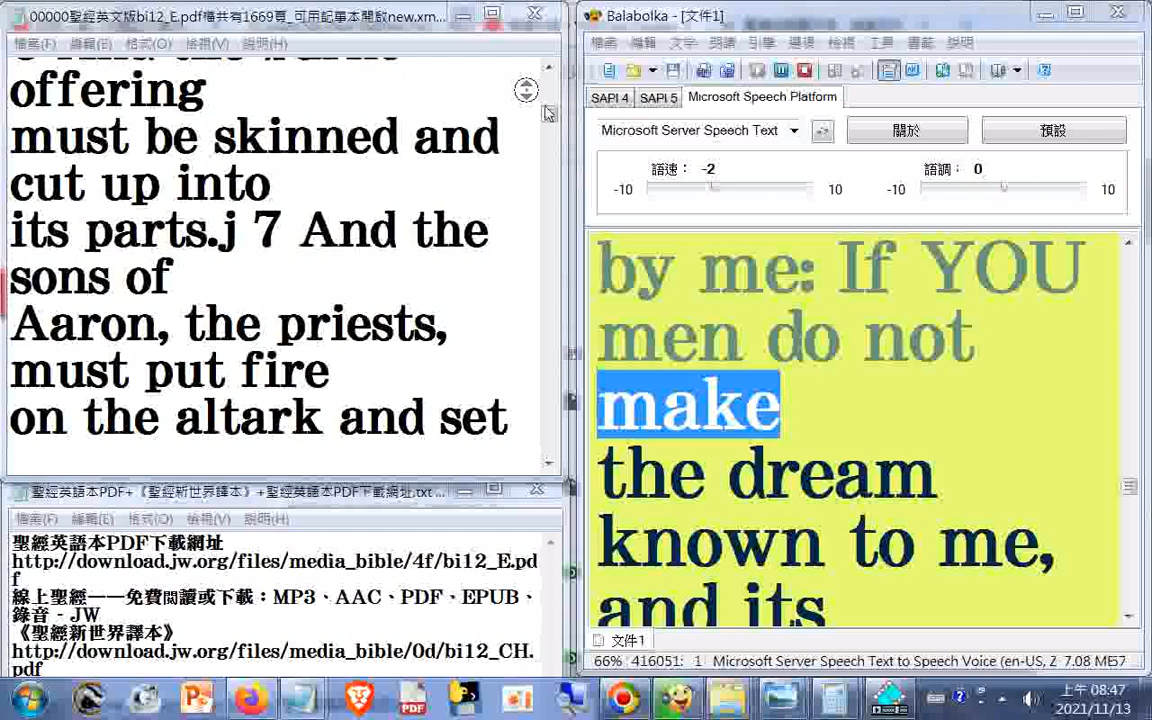 00000聖經英文版bi12_E.pdf檔共有1669頁_可用記事本開啟new.xm...
檔案(F) 編輯(E) 格式(O) 檢視(V) 說明(H)
offering
must be skinned and
cut up into
its parts.j 7 And the
sons of
Aaron, the priests,
must put fire
on the altark and set
聖經英語本PDF+《聖經新世界譯本》+聖經英語本PDF下載網址.txt ...
檔案(F) 編輯(E) 格式(O) 檢視(V) 說明(H)
聖經英語本PDF下載網址
http://download.jw.org/files/media_bible/4f/bi12_E.pd
f
線上聖經——免費閱讀或下載：MP3、AAC、PDF、EPUB、
錄音 - JW
《聖經新世界譯本》
http://download.jw.org/files/media_bible/0d/bi12_CH.
pdf
Balabolka - [文件1]
檔案 編輯 文字 朗讀 引擎 選項 檢視 工具 書籤 說明
SAPI 4 SAPI 5 Microsoft Speech Platform
Microsoft Server Speech Text 關於 預設
語速： -2 語調： 0
-10 10 -10 10
by me: If YOU
men do not
make
the dream
known to me,
and its
文件1
66% 416051: 1 Microsoft Server Speech Text to Speech Voice (en-US, Z 7.08 MB
上午 08:47
2021/11/13